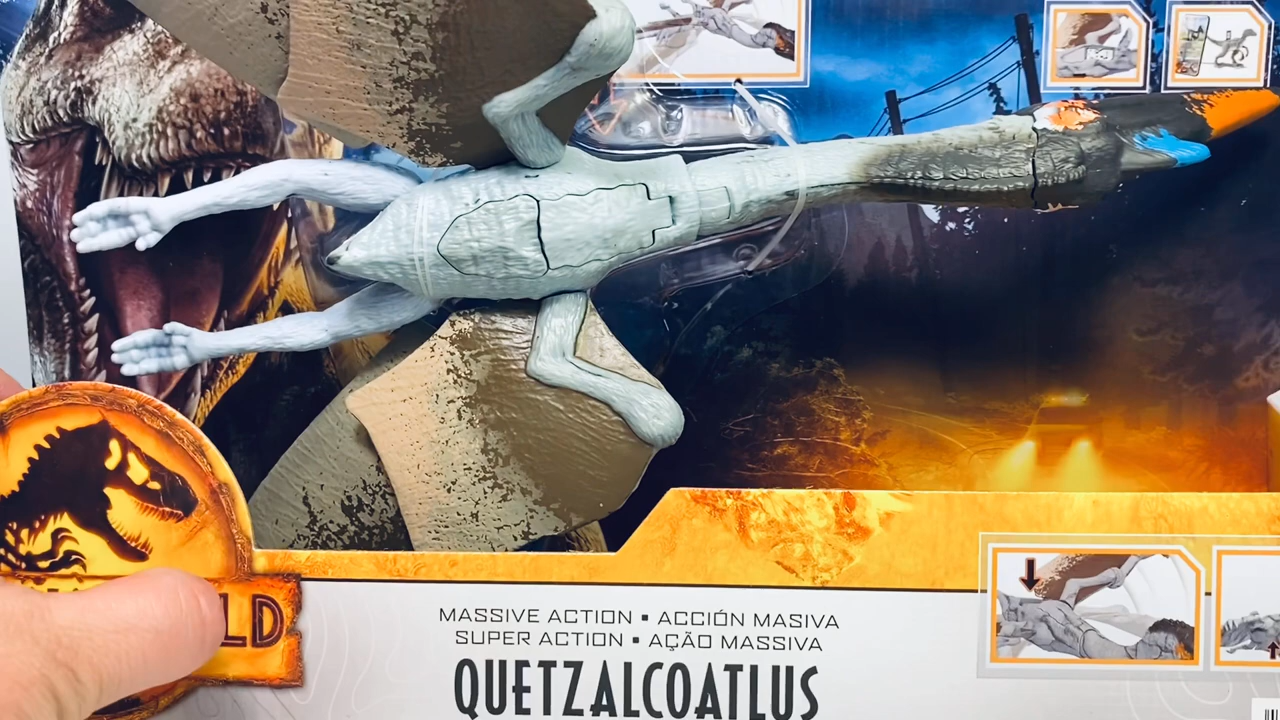 LD
MASSIVE ACTION ▪ ACCIÓN MASIVA
SUPER ACTION ▪ AÇÃO MASSIVA
QUETZALCOATLUS